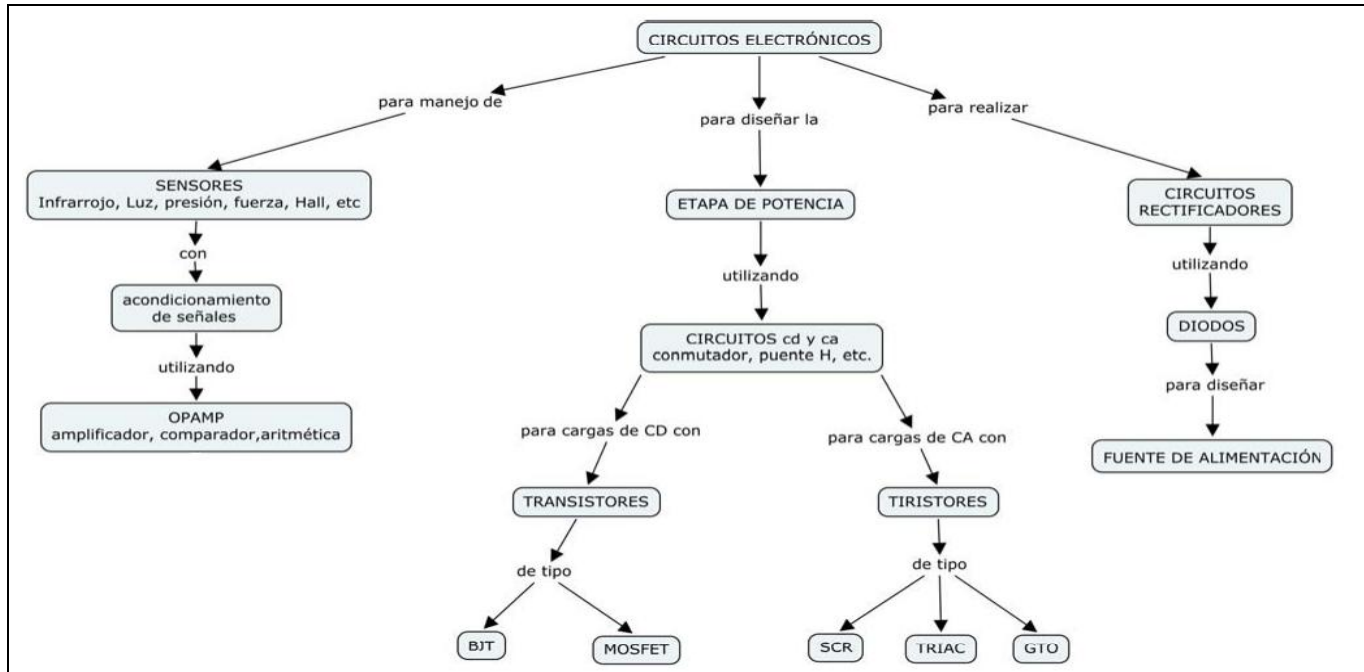 CIRCUITOS ELECTRÓNICOS
para manejo de
para diseñar la
para realizar
SENSORES
Infrarrojo, Luz, presión, fuerza, Hall, etc
ETAPA DE POTENCIA
CIRCUITOS
RECTIFICADORES
con
utilizando
utilizando
acondicionamiento
de señales
CIRCUITOS cd y ca
conmutador, puente H, etc.
DIODOS
utilizando
para diseñar
OPAMP
amplificador, comparador,aritmética
para cargas de CD con
para cargas de CA con
FUENTE DE ALIMENTACIÓN
TRANSISTORES
TIRISTORES
de tipo
de tipo
BJT
MOSFET
SCR
TRIAC
GTO